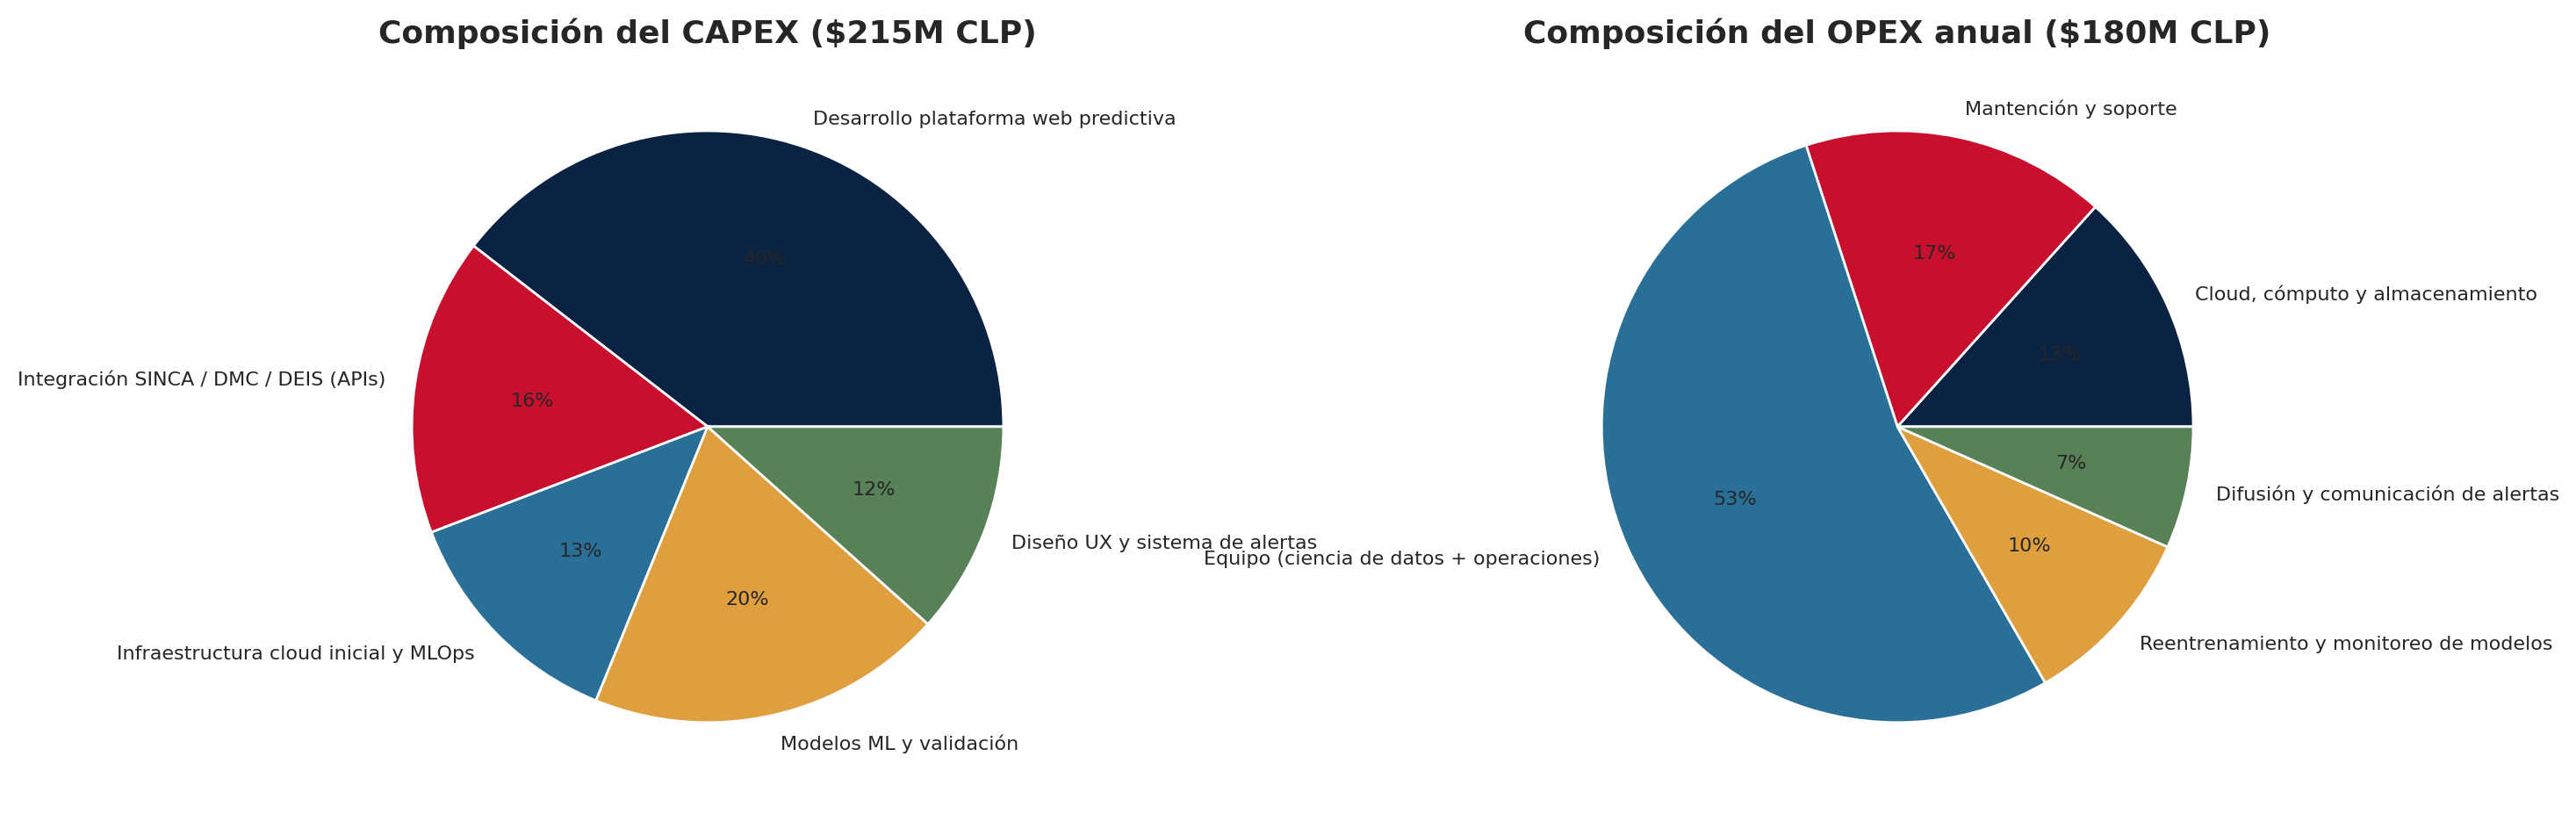 Composición del CAPEX ($215M CLP)
Desarrollo plataforma web predictiva
40%
Integración SINCA / DMC / DEIS (APIs)
16%
12%
Diseño UX y sistema de alertas
13%
20%
Infraestructura cloud inicial y MLOps
Modelos ML y validación
Composición del OPEX anual ($180M CLP)
Mantención y soporte
17%
Cloud, cómputo y almacenamiento
13%
7%
Difusión y comunicación de alertas
53%
10%
Equipo (ciencia de datos + operaciones)
Reentrenamiento y monitoreo de modelos